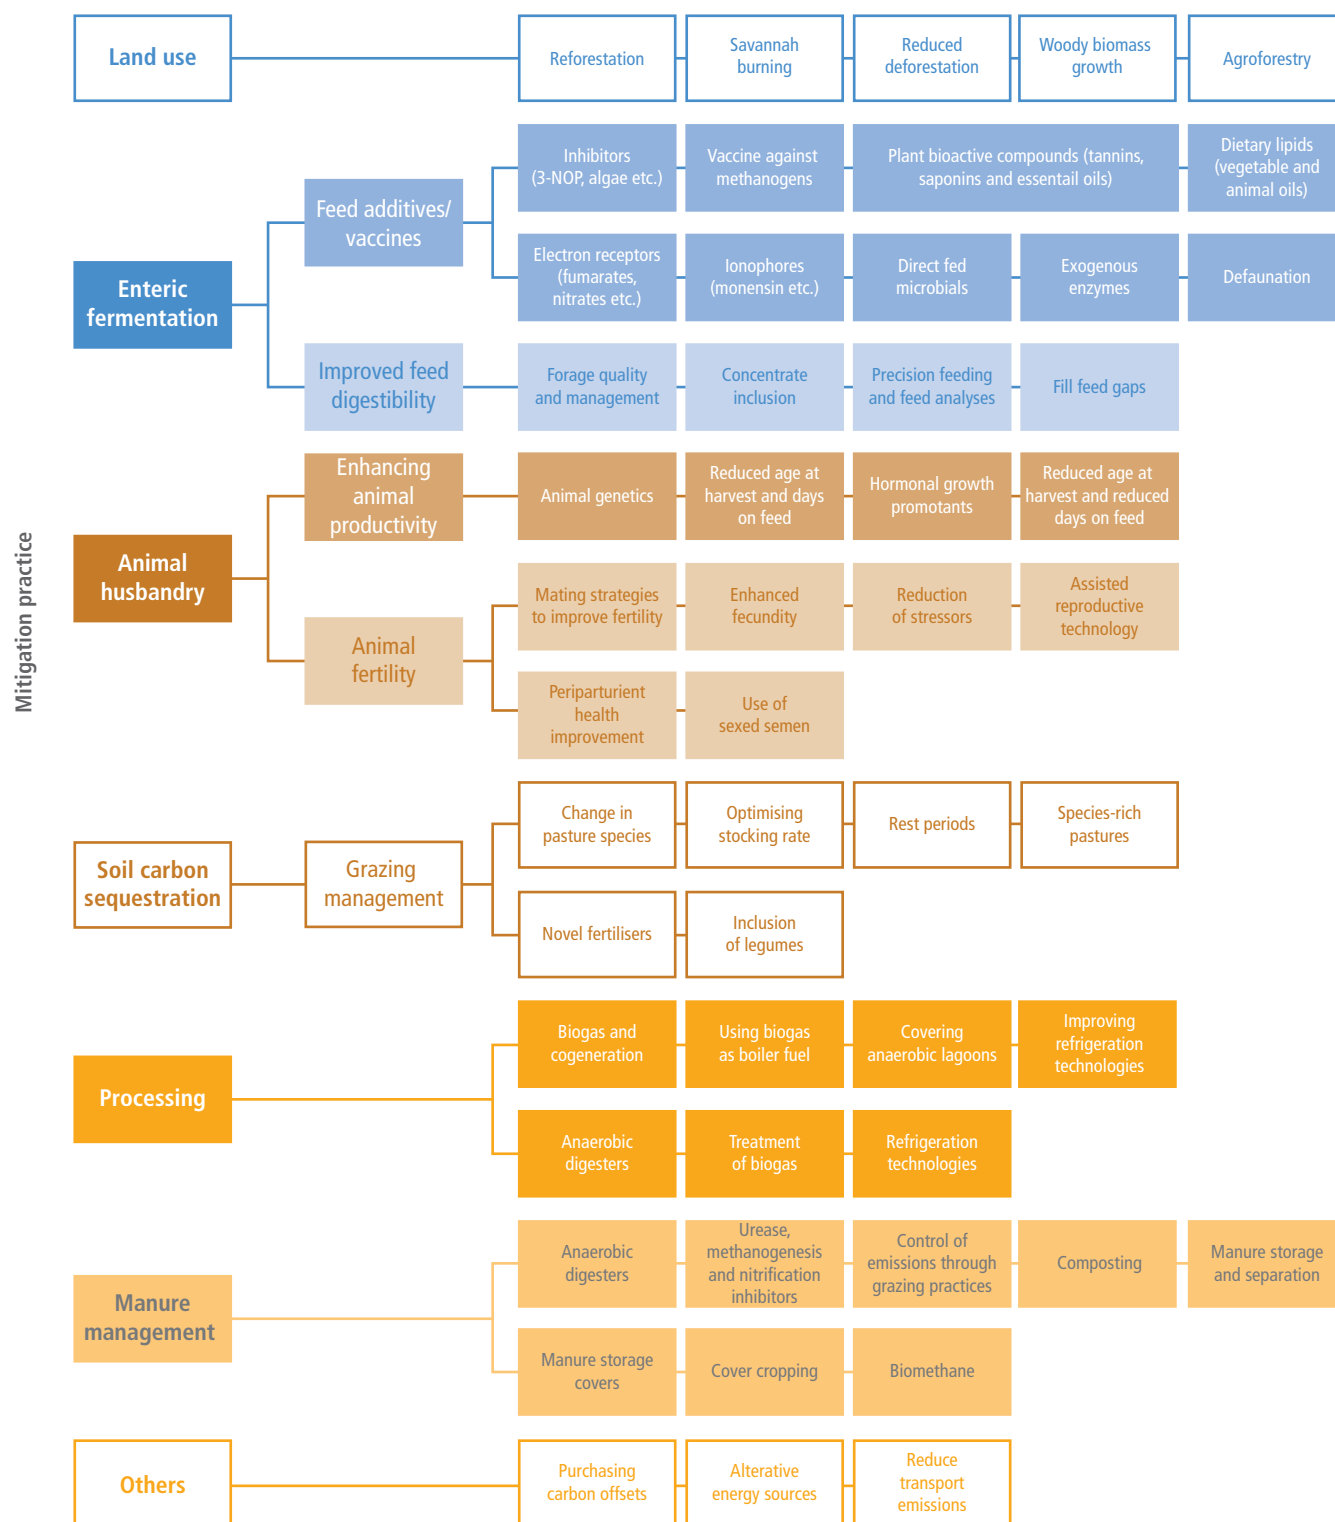 Mitigation practice
Land use
Reforestation
Savannah
burning
Reduced
deforestation
Woody biomass
growth
Agroforestry
Enteric
fermentation
Feed additives/
vaccines
Inhibitors
(3-NOP, algae etc.)
Vaccine against
methanogens
Plant bioactive compounds (tannins,
saponins and essentail oils)
Dietary lipids
(vegetable and
animal oils)
Electron receptors
(fumarates,
nitrates etc.)
Ionophores
(monensin etc.)
Direct fed
microbials
Exogenous
enzymes
Defaunation
Improved feed
digestibility
Forage quality
and management
Concentrate
inclusion
Precision feeding
and feed analyses
Fill feed gaps
Animal
husbandry
Enhancing
animal
productivity
Animal genetics
Reduced age at
harvest and days
on feed
Hormonal growth
promotants
Reduced age at
harvest and reduced
days on feed
Animal
fertility
Mating strategies
to improve fertility
Enhanced
fecundity
Reduction
of stressors
Assisted
reproductive
technology
Periparturient
health
improvement
Use of
sexed semen
Soil carbon
sequestration
Grazing
management
Change in
pasture species
Optimising
stocking rate
Rest periods
Species-rich
pastures
Novel fertilisers
Inclusion
of legumes
Processing
Biogas and
cogeneration
Using biogas
as boiler fuel
Covering
anaerobic lagoons
Improving
refrigeration
technologies
Anaerobic
digesters
Treatment
of biogas
Refrigeration
technologies
Manure
management
Anaerobic
digesters
Urease,
methanogenesis
and nitrification
inhibitors
Control of
emissions through
grazing practices
Composting
Manure storage
and separation
Manure storage
covers
Cover cropping
Biomethane
Others
Purchasing
carbon offsets
Alterative
energy sources
Reduce
transport
emissions